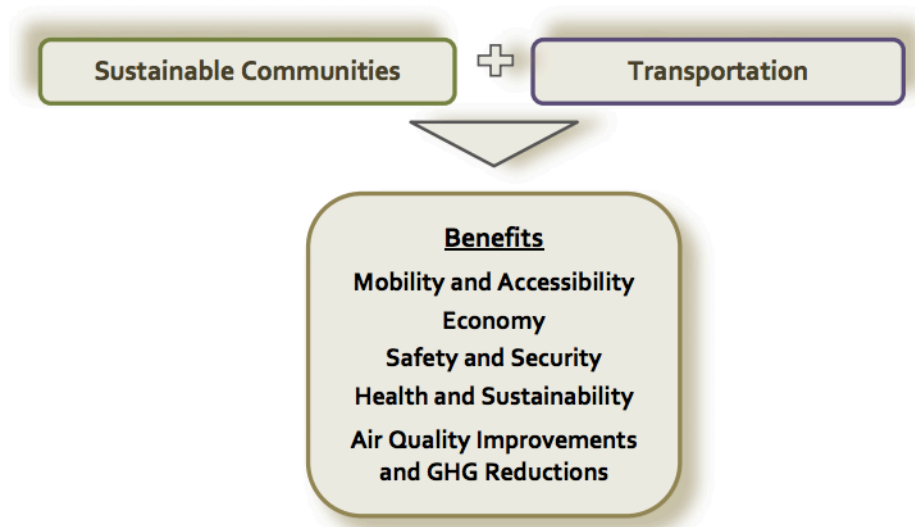 Sustainable Communities
Transportation
Benefits
Mobility and Accessibility
Economy
Safety and Security
Health and Sustainability
Air Quality Improvements
and GHG Reductions